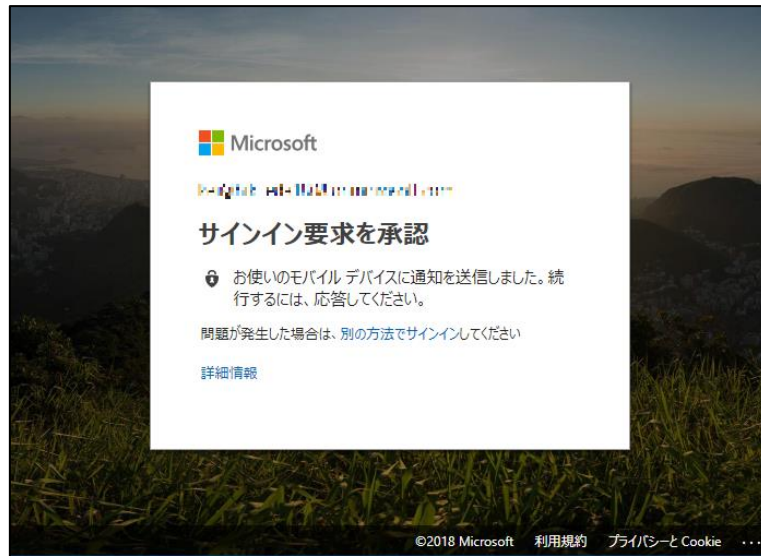 Microsoft
サインイン要求を承認
お使いのモバイル デバイスに通知を送信しました。続
行するには、応答してください。
問題が発生した場合は、別の方法でサインインしてください
詳細情報
©2018 Microsoft 利用規約 プライバシーと Cookie ...